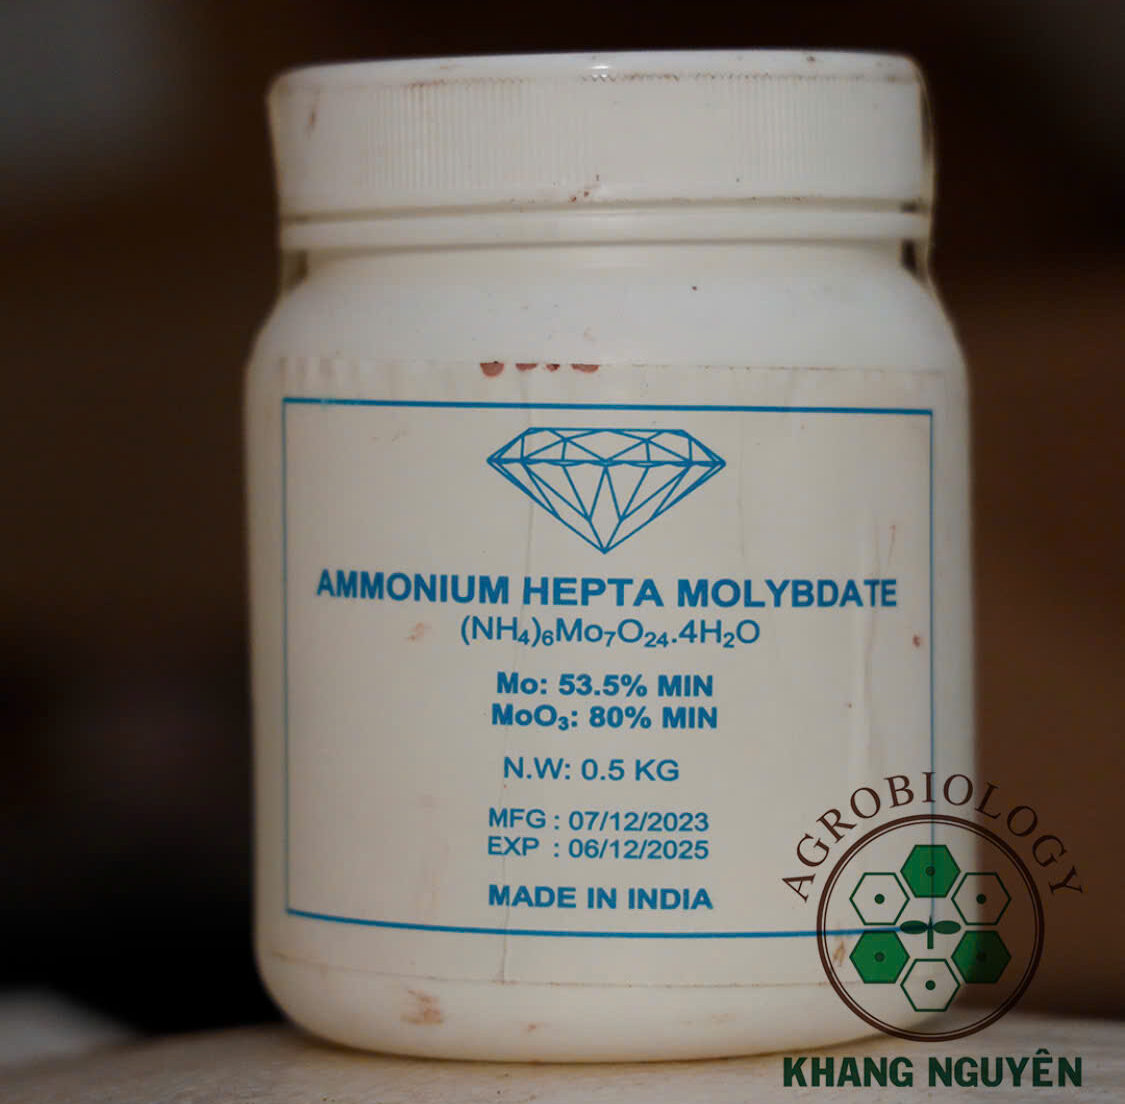 AMMONIUM HEPTA MOLYBDATE
(NH₄)₆Mo₇O₂₄.4H₂O
Mo: 53.5% MIN
MoO₃: 80% MIN
N.W: 0.5 KG
MFG : 07/12/2023
EXP : 06/12/2025
MADE IN INDIA
AGROBIOLOGY
KHANG NGUYÊN